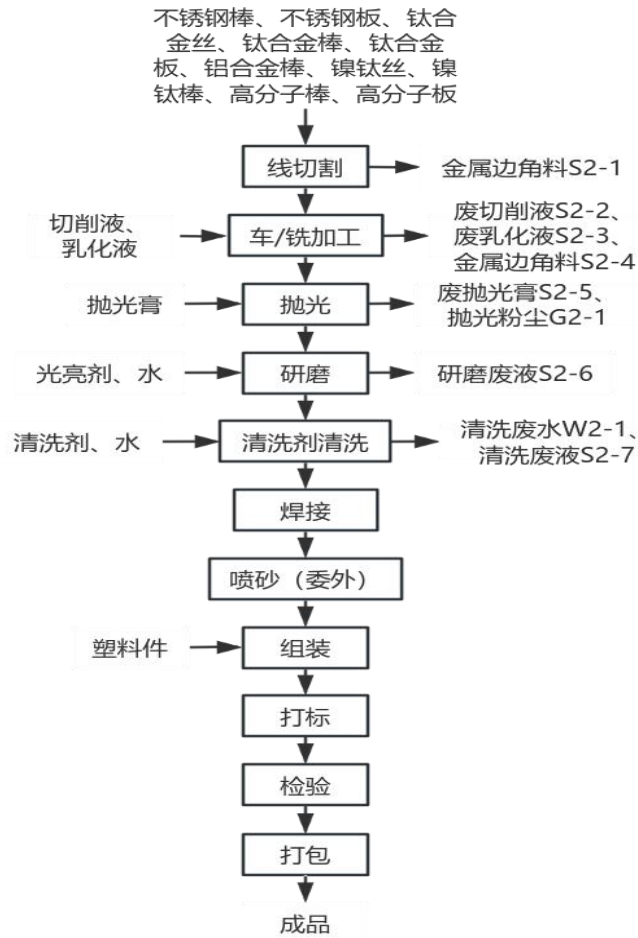 不锈钢棒、不锈钢板、钛合
金丝、钛合金棒、钛合金
板、铝合金棒、镍钛丝、镍
钛棒、高分子棒、高分子板
线切割
金属边角料S2-1
切削液、
乳化液
车/铣加工
废切削液S2-2、
废乳化液S2-3、
金属边角料S2-4
抛光膏
抛光
废抛光膏S2-5、
抛光粉尘G2-1
光亮剂、水
研磨
研磨废液S2-6
清洗剂、水
清洗剂清洗
清洗废水W2-1、
清洗废液S2-7
焊接
喷砂（委外）
塑料件
组装
打标
检验
打包
成品